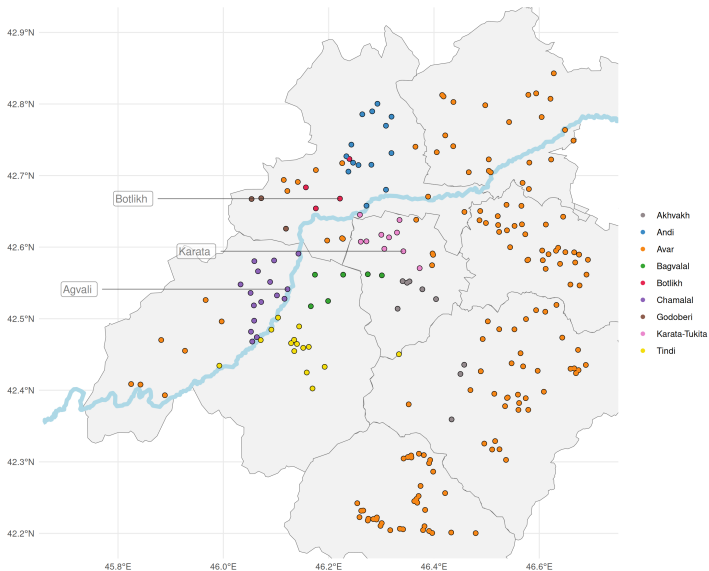 42.9°N
42.8°N
42.7°N
42.6°N
42.5°N
42.4°N
42.3°N
42.2°N
Botlikh
Karata
Agvali
45.8°E 46.0°E 46.2°E 46.4°E 46.6°E
Akhvakh
Andi
Avar
Bagvalal
Botlikh
Chamalal
Godoberi
Karata-Tukita
Tindi